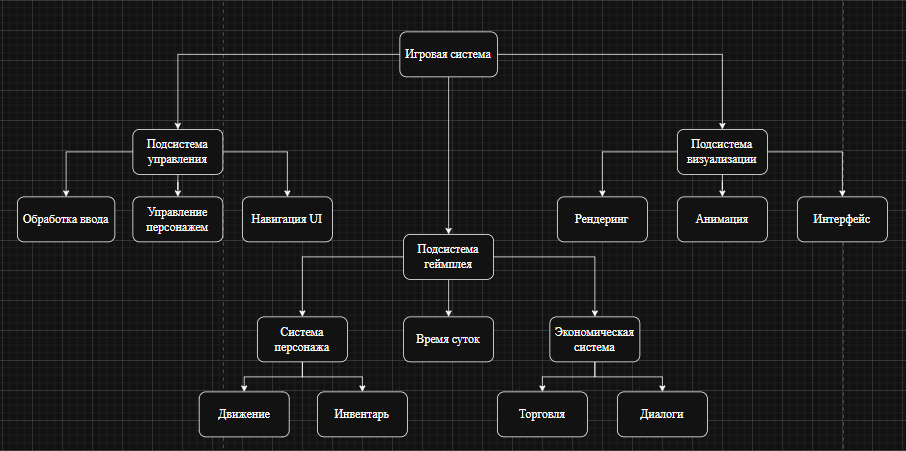 Игровая система
Подсистема
управления
Подсистема
визуализации
Обработка ввода
Управление
персонажем
Навигация UI
Рендеринг
Анимация
Интерфейс
Подсистема
геймплея
Система
персонажа
Время суток
Экономическая
система
Движение
Инвентарь
Торговля
Диалоги